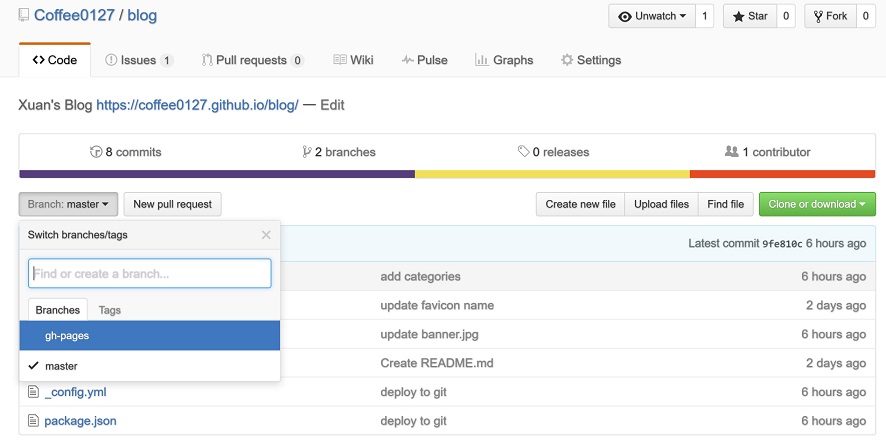 Coffee0127 / blog
Unwatch 1 Star 0 Fork 0
Code Issues 1 Pull requests 0 Wiki Pulse Graphs Settings
Xuan's Blog https://coffee0127.github.io/blog/ — Edit
8 commits 2 branches 0 releases 1 contributor
Branch: master New pull request Create new file Upload files Find file Clone or download
Switch branches/tags
Latest commit 9fe810c 6 hours ago
Find or create a branch...
add categories 6 hours ago
Branches Tags
update favicon name 2 days ago
gh-pages
update banner.jpg 6 hours ago
master
Create README.md 2 days ago
_config.yml deploy to git 6 hours ago
package.json deploy to git 6 hours ago